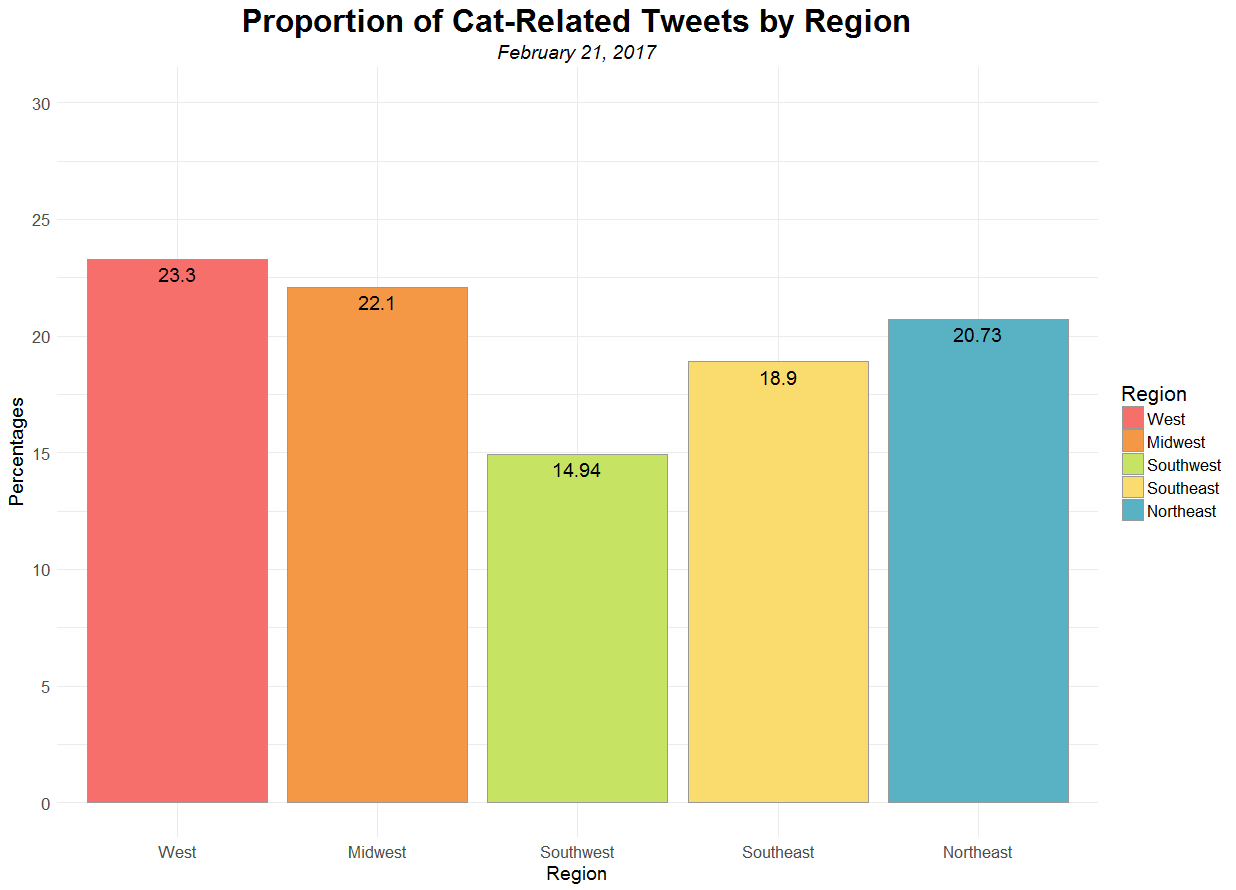 Proportion of Cat-Related Tweets by Region
February 21, 2017
Percentages
30
25
20
15
10
5
0
23.3
22.1
14.94
18.9
20.73
West
Midwest
Southwest
Southeast
Northeast
Region
Region
West
Midwest
Southwest
Southeast
Northeast